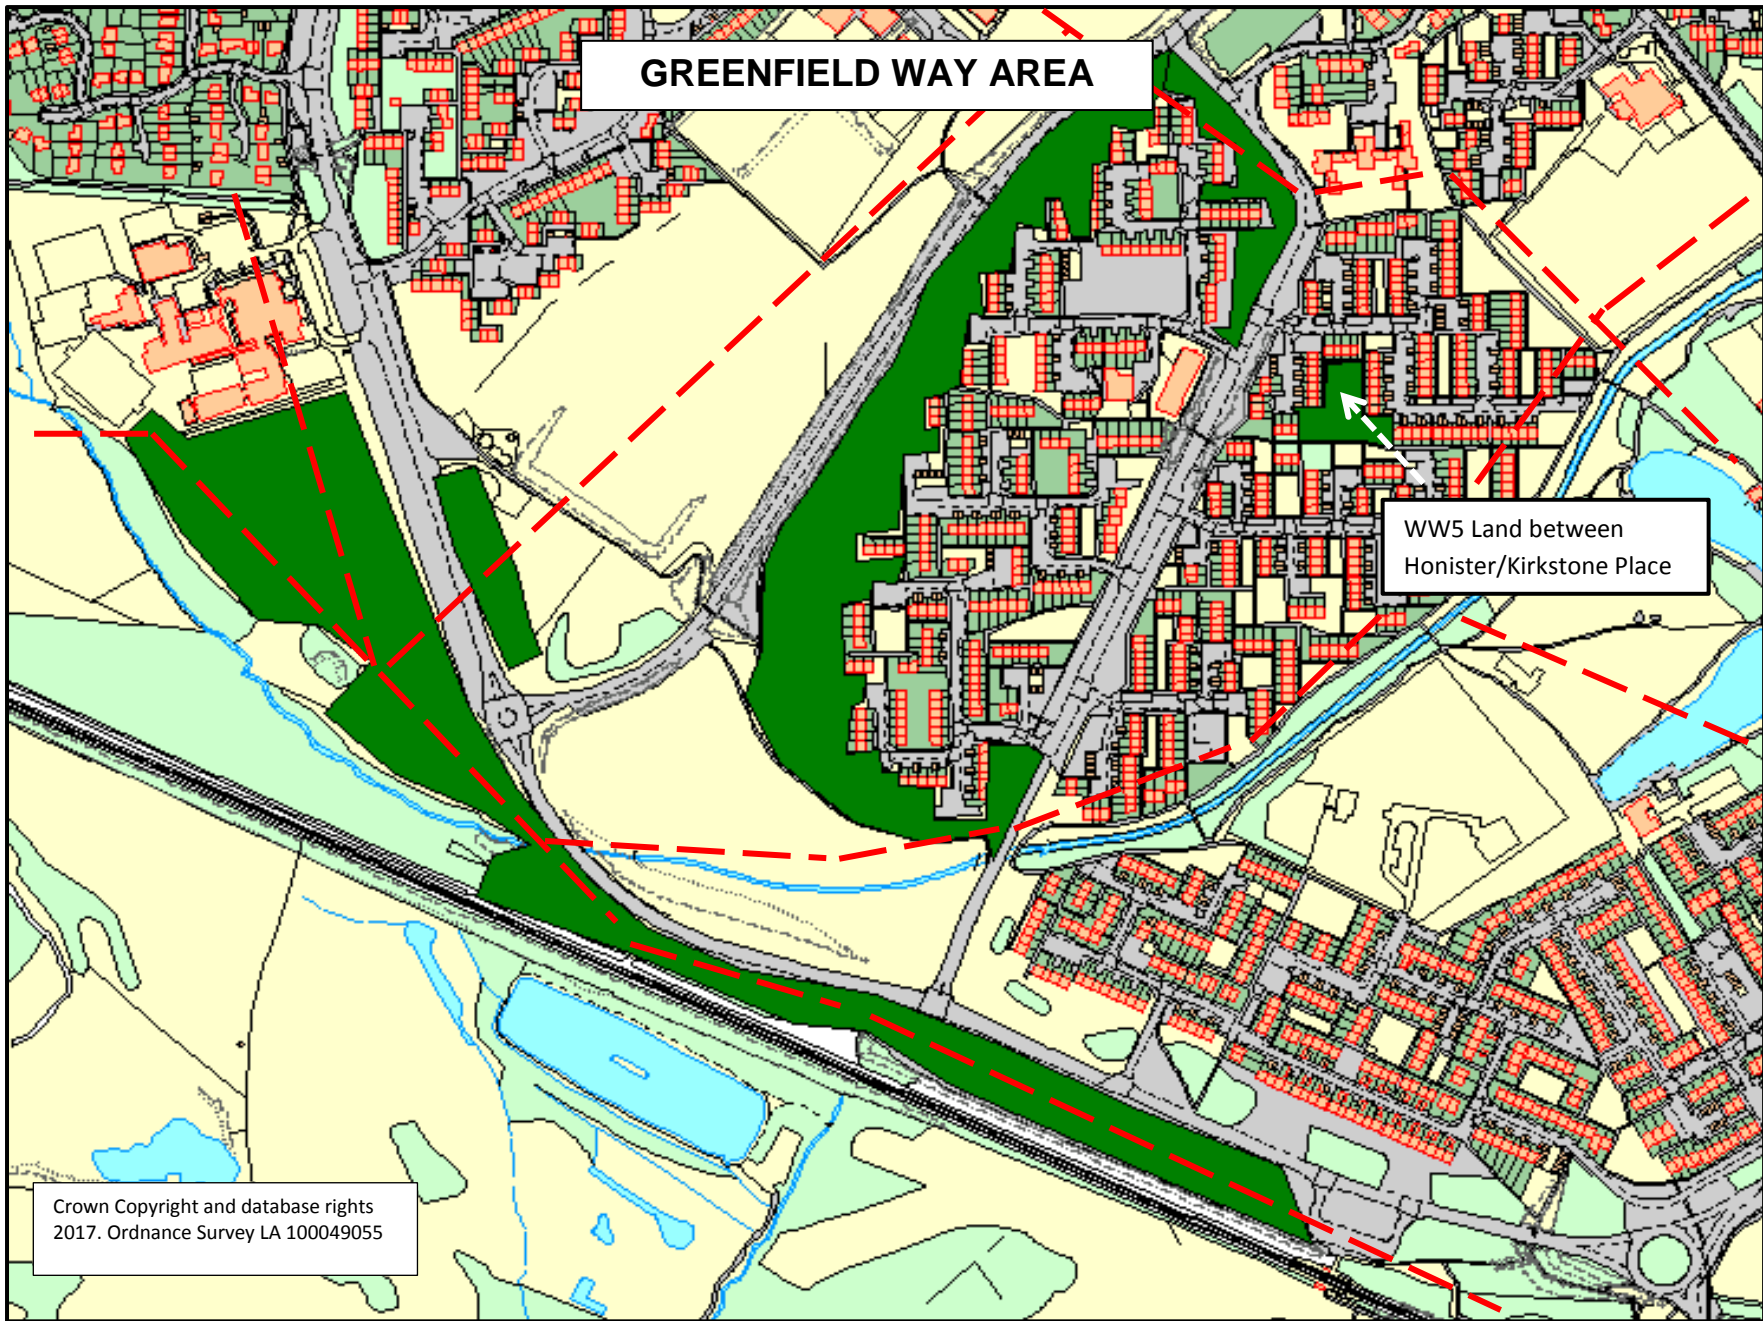 GREENFIELD WAY AREA
WW5 Land between
Honister/Kirkstone Place
Crown Copyright and database rights
2017. Ordnance Survey LA 100049055